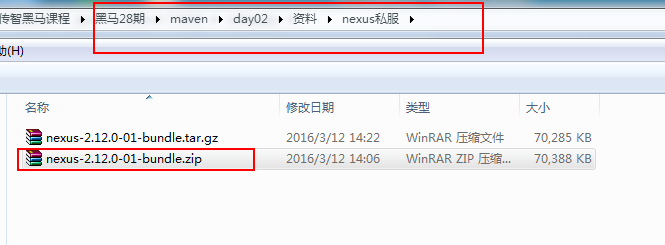 传智黑马课程 ▸ 黑马28期 ▸ maven ▸ day02 ▸ 资料 ▸ nexus私服 ▸
助(H)
名称 修改日期 类型 大小
nexus-2.12.0-01-bundle.tar.gz 2016/3/12 14:22 WinRAR 压缩文件 70,285 KB
nexus-2.12.0-01-bundle.zip 2016/3/12 14:06 WinRAR ZIP 压缩... 70,388 KB